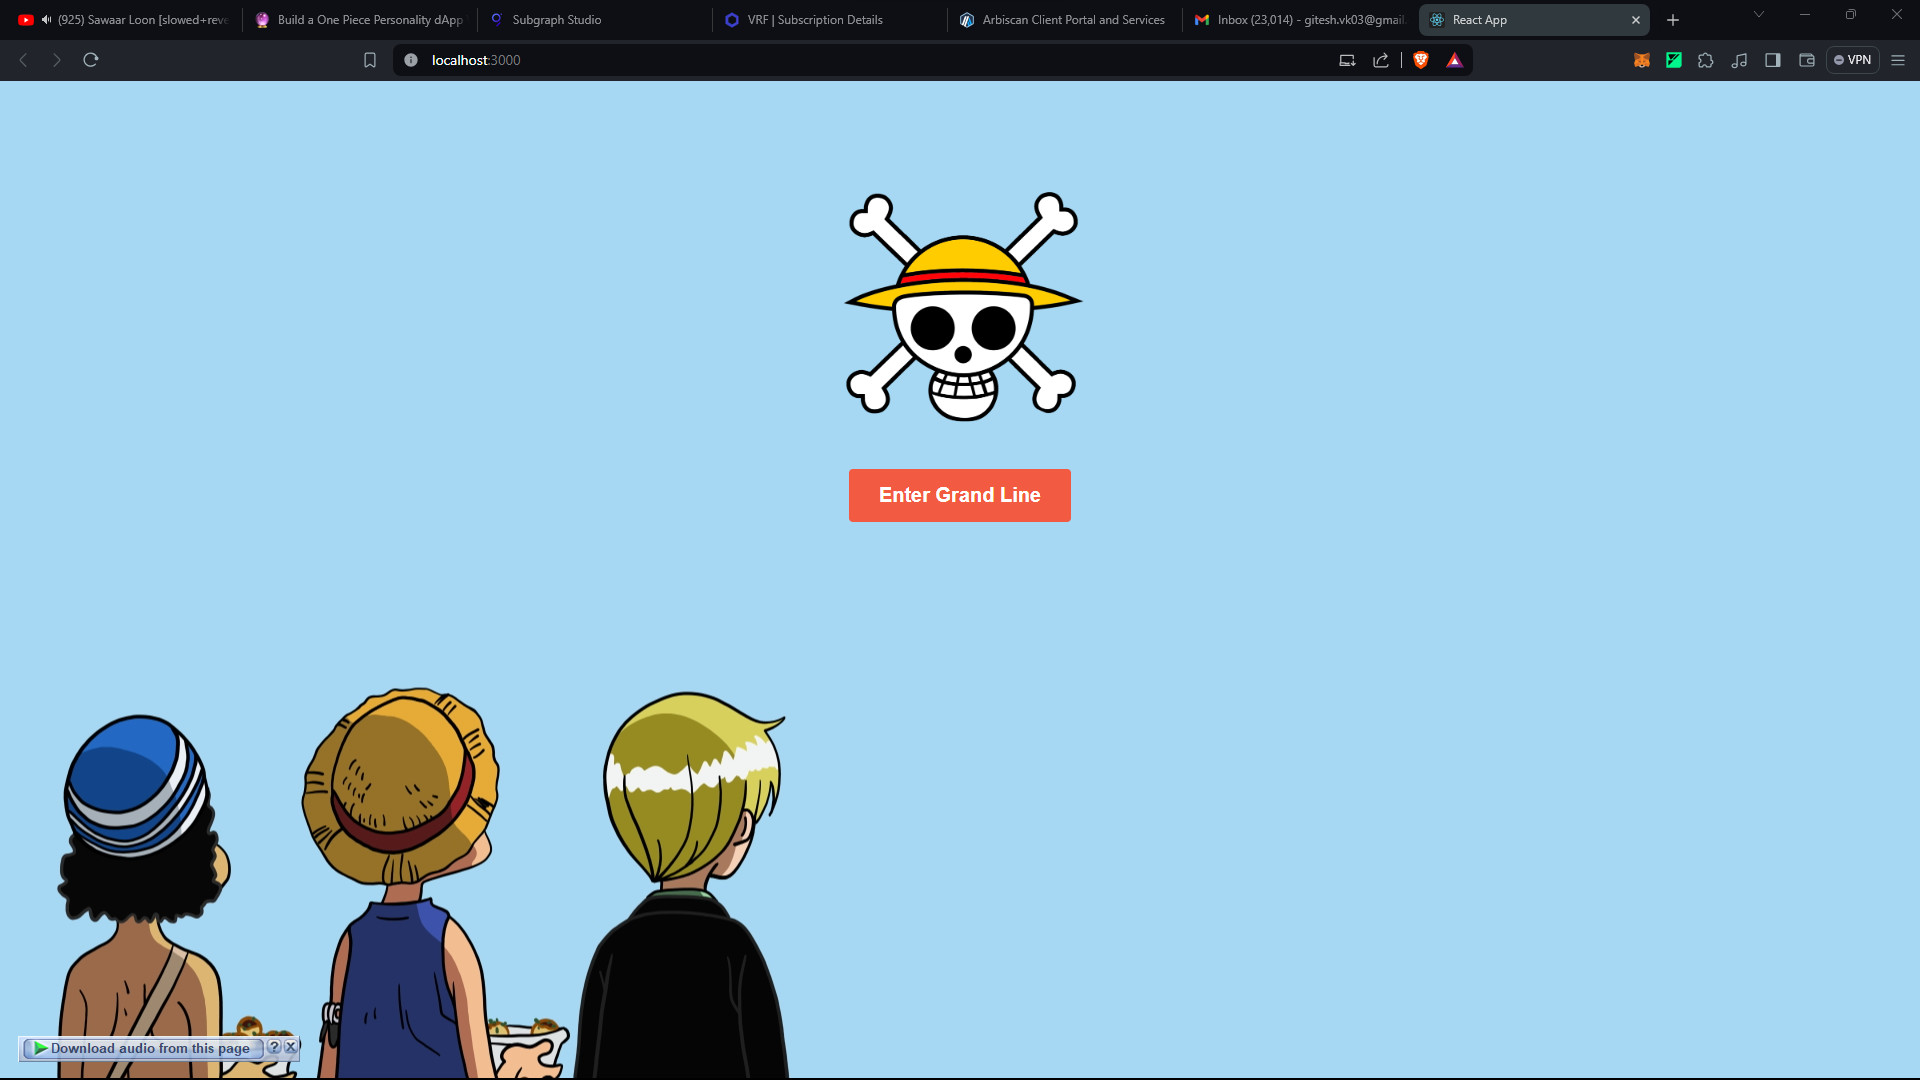 (925) Sawaar Loon [slowed+reve
Build a One Piece Personality dApp
Subgraph Studio
VRF | Subscription Details
Arbiscan Client Portal and Services
Inbox (23,014) - gitesh.vk03@gmail.
React App
localhost:3000
VPN
Enter Grand Line
Download audio from this page